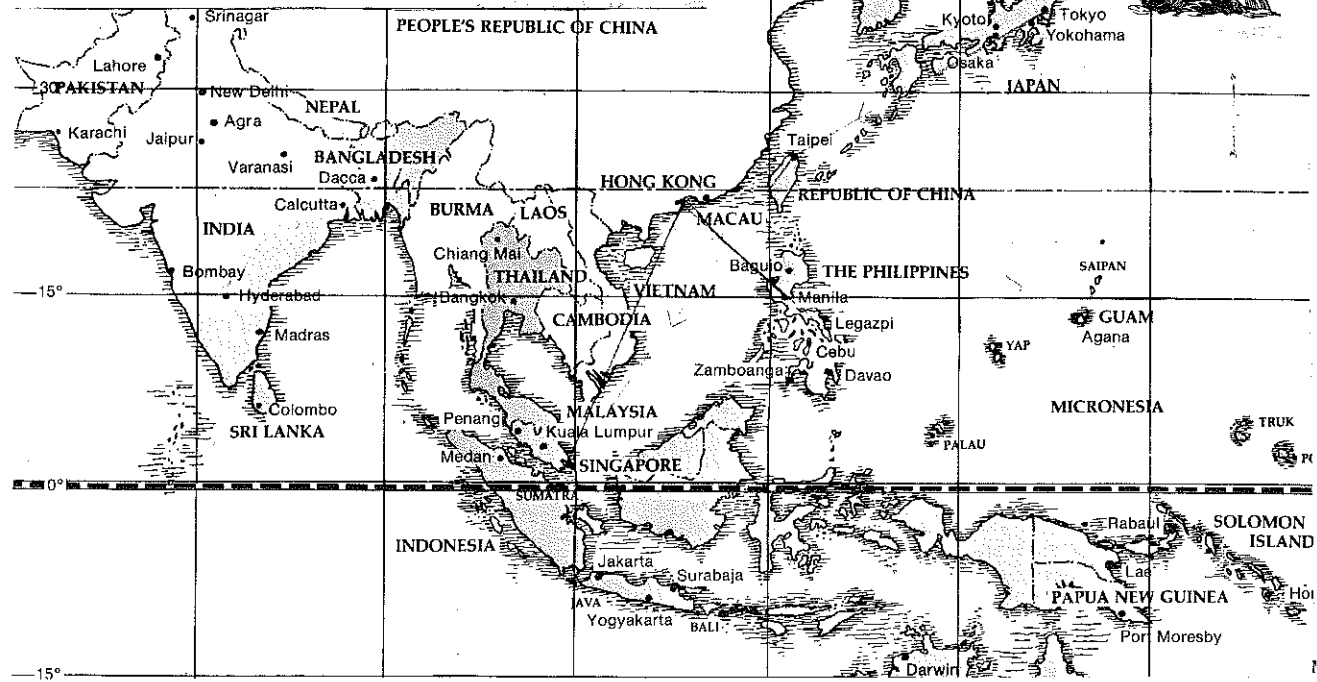 Srinagar
PEOPLE'S REPUBLIC OF CHINA
Kyoto
Tokyo
Yokohama
Osaka
JAPAN
Lahore
30°
PAKISTAN
New Delhi
NEPAL
Karachi
Agra
Jaipur
Varanasi
BANGLADESH
Dacca
Taipei
HONG KONG
REPUBLIC OF CHINA
MACAU
Calcutta
BURMA
LAOS
INDIA
Chiang Mai
Bombay
THAILAND
Baguio
THE PHILIPPINES
SAIPAN
15°
Hyderabad
Bangkok
VIETNAM
Manila
CAMBODIA
Legazpi
GUAM
Agana
Madras
Cebu
YAP
Zamboanga
Davao
Colombo
SRI LANKA
Penang
MALAYSIA
Kuala Lumpur
MICRONESIA
TRUK
PALAU
Medan
SINGAPORE
0°
SUMATRA
INDONESIA
Rabaul
SOLOMON
ISLAND
Jakarta
Surabaja
Lae
JAVA
Yogyakarta
BALI
PAPUA NEW GUINEA
Port Moresby
Darwin
15°